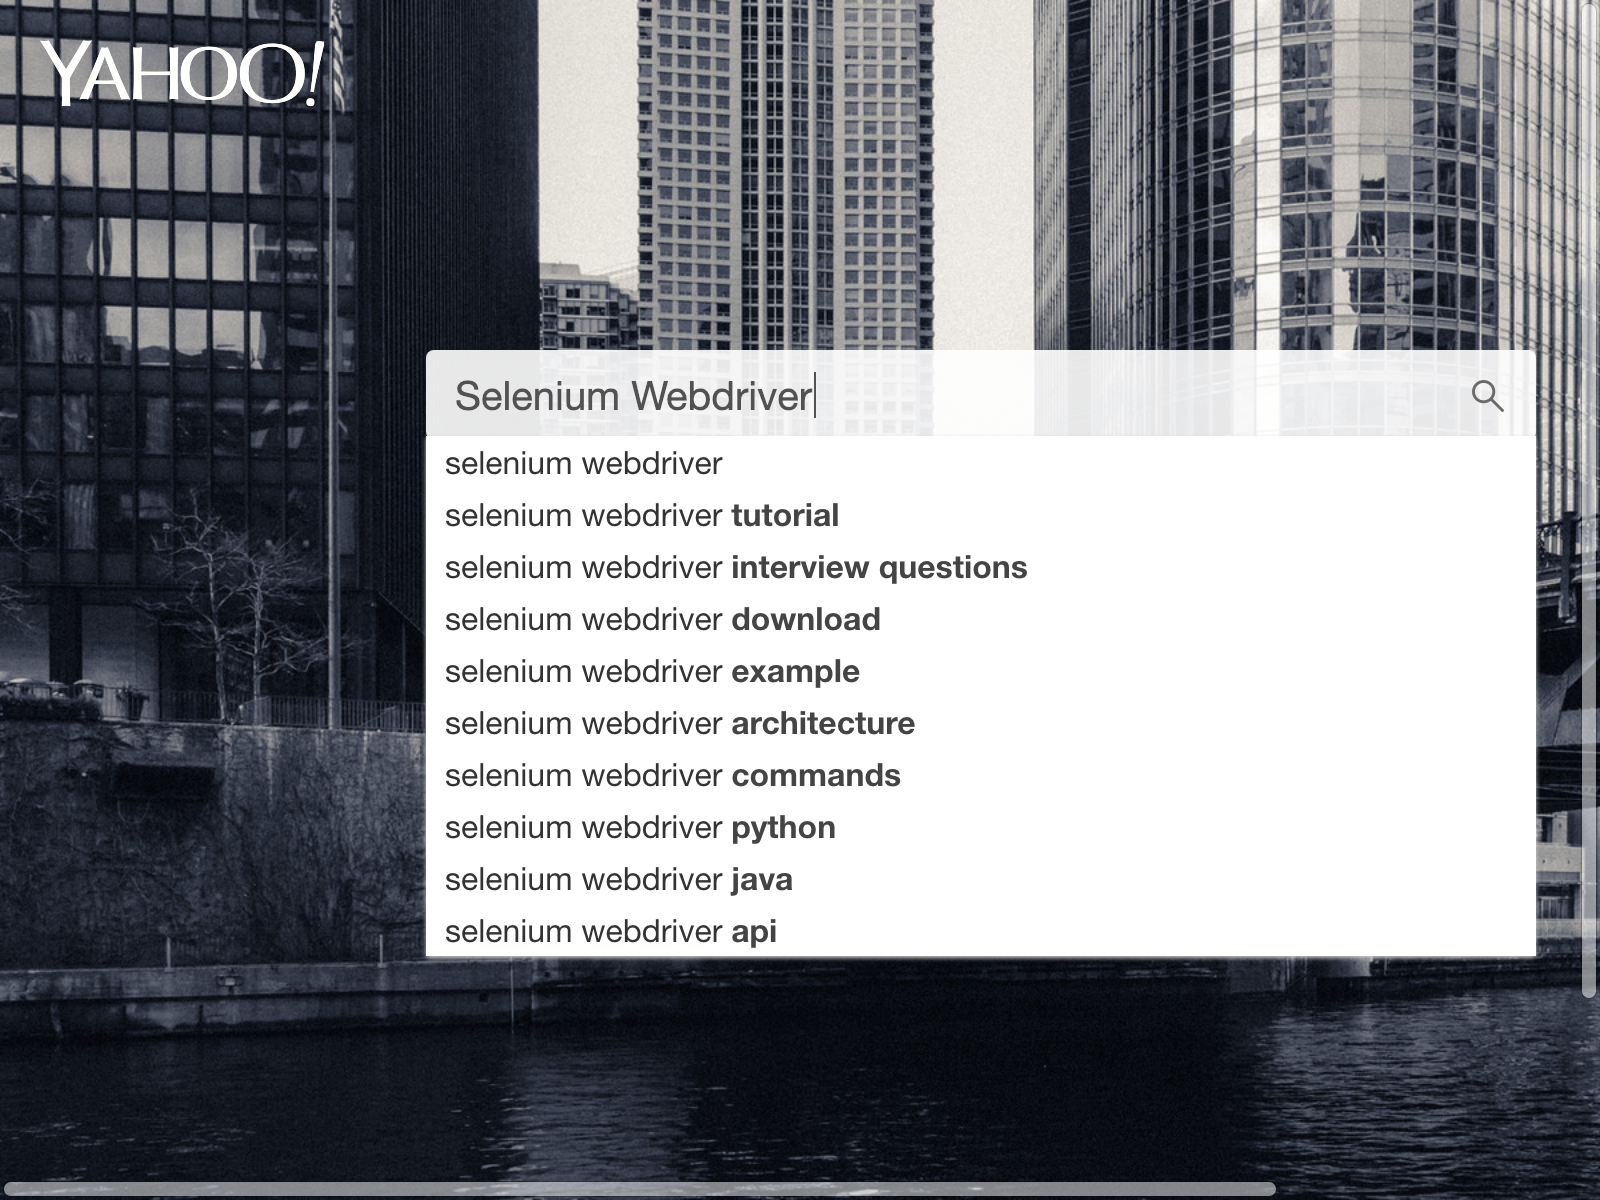 YAHOO!
Selenium Webdriver
selenium webdriver
selenium webdriver tutorial
selenium webdriver interview questions
selenium webdriver download
selenium webdriver example
selenium webdriver architecture
selenium webdriver commands
selenium webdriver python
selenium webdriver java
selenium webdriver api